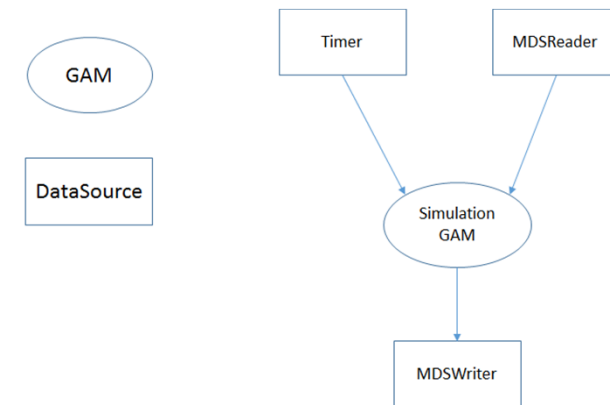 GAM
DataSource
Timer
MDSReader
Simulation
GAM
MDSWriter